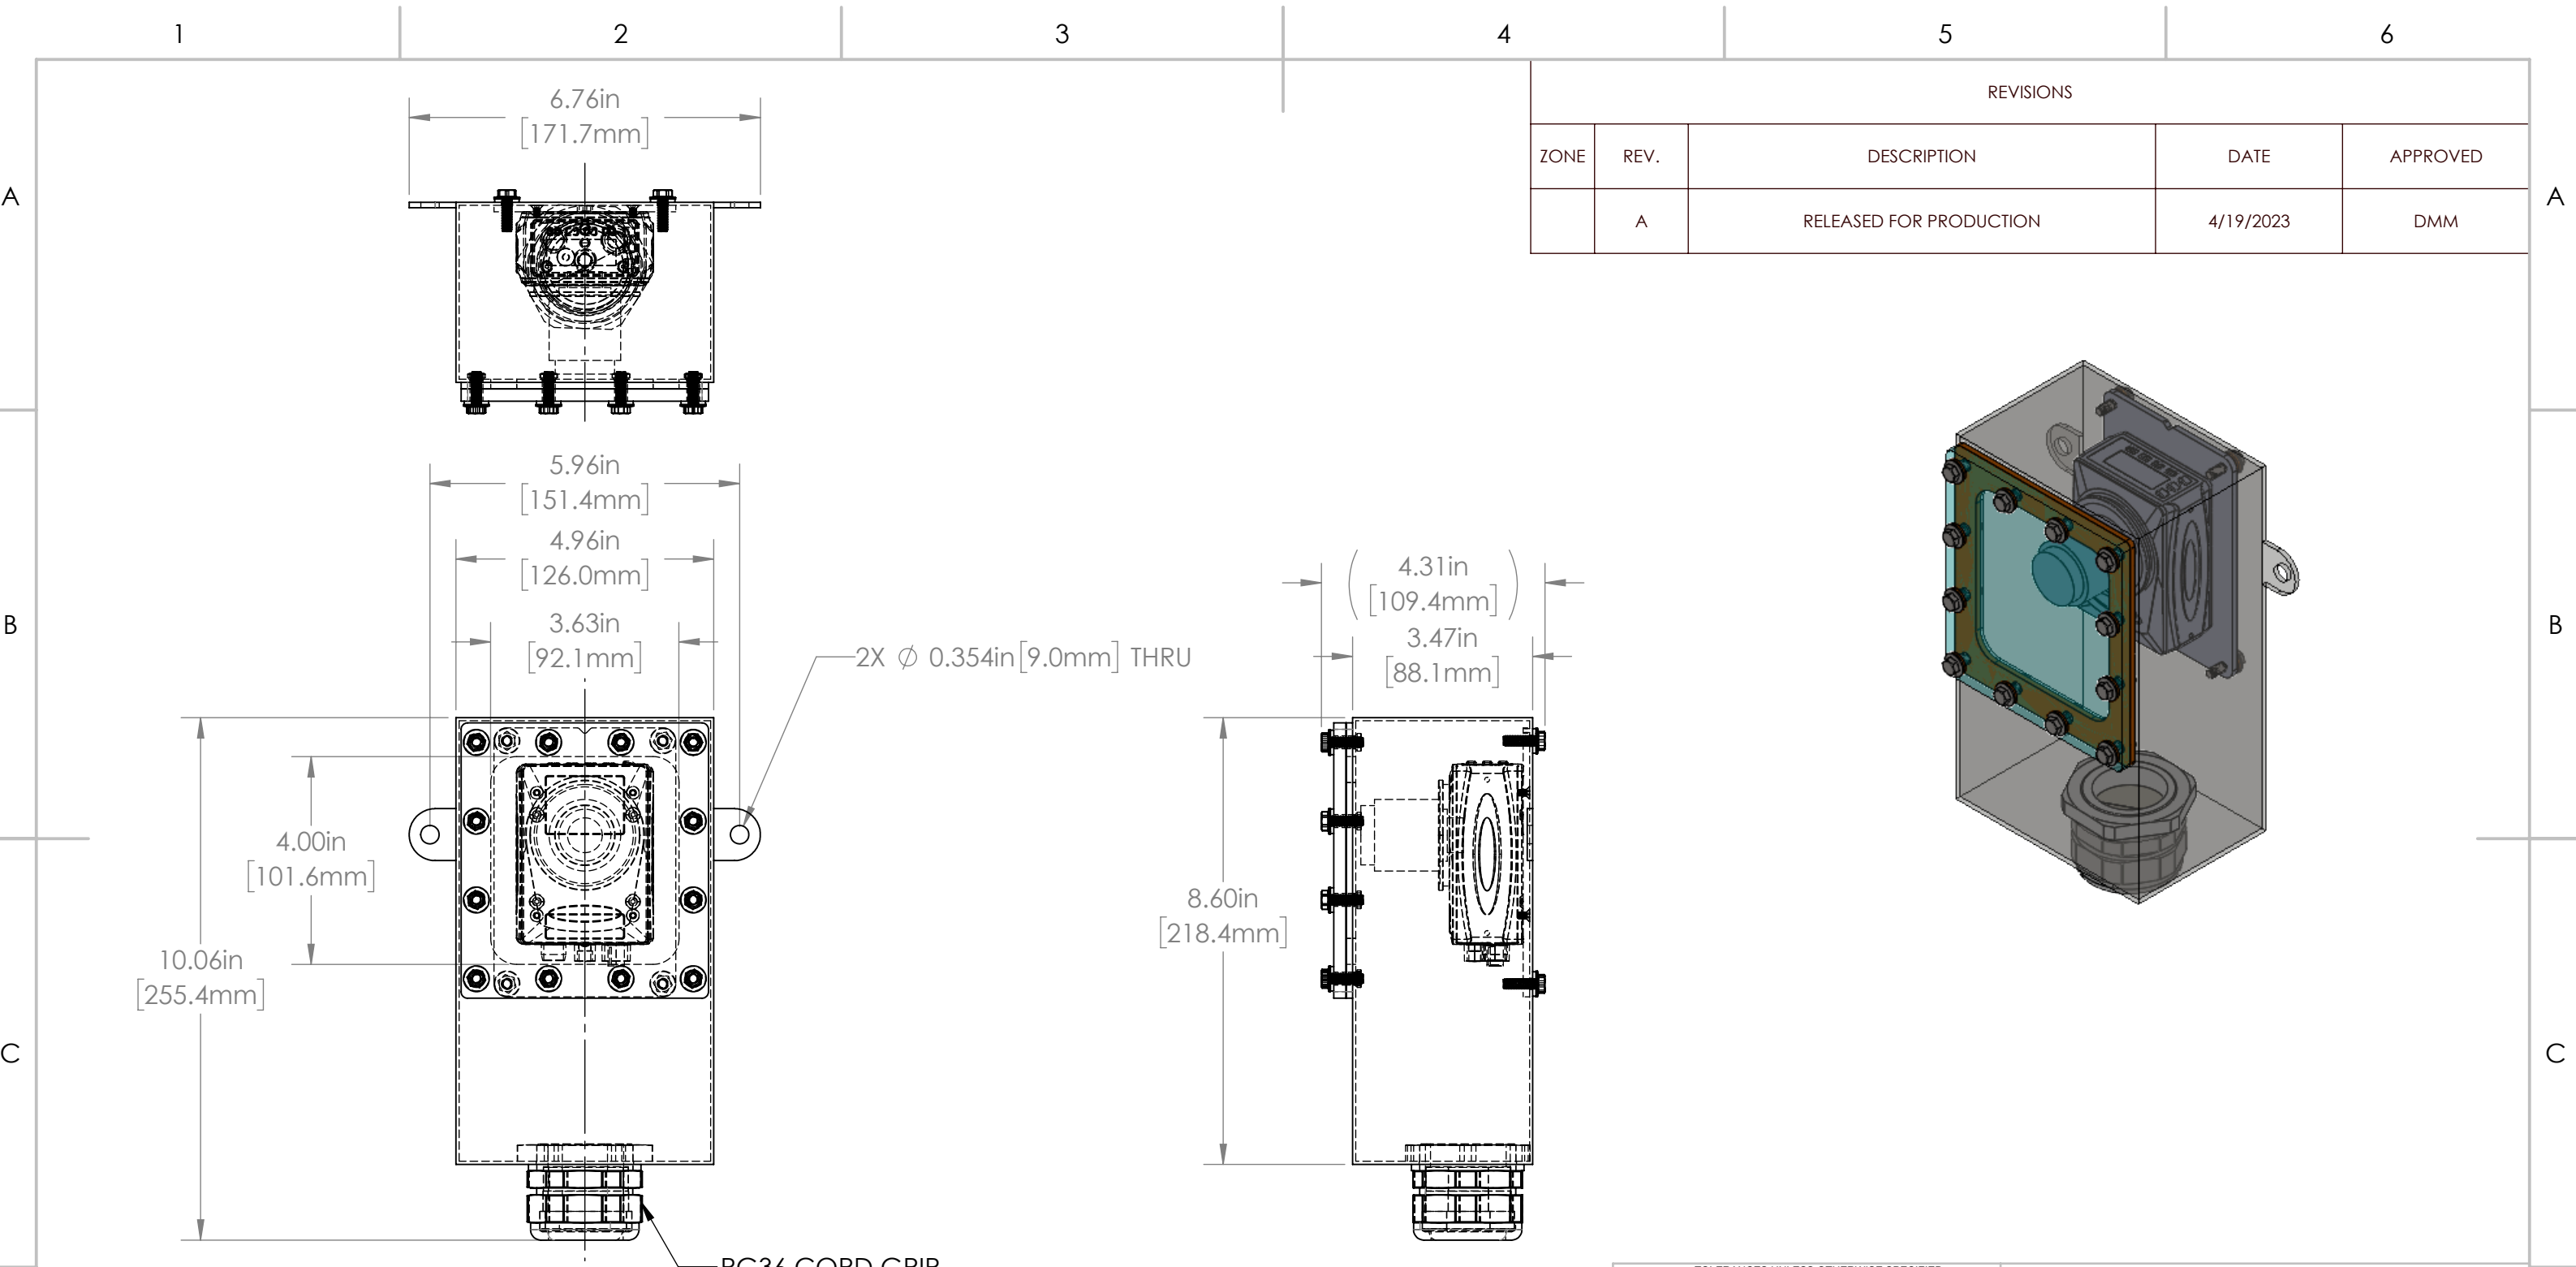 1
2
3
4
5
6
REVISIONS
ZONE REV. DESCRIPTION DATE APPROVED
A RELEASED FOR PRODUCTION 4/19/2023 DMM
A
A
6.76in
[171.7mm]
5.96in
[151.4mm]
4.96in
[126.0mm]
3.63in
[92.1mm]
2X ∅ 0.354in[9.0mm] THRU
(4.31in
[109.4mm])
3.47in
[88.1mm]
B
B
4.00in
[101.6mm]
10.06in
[255.4mm]
8.60in
[218.4mm]
C
C
CORD GRIP